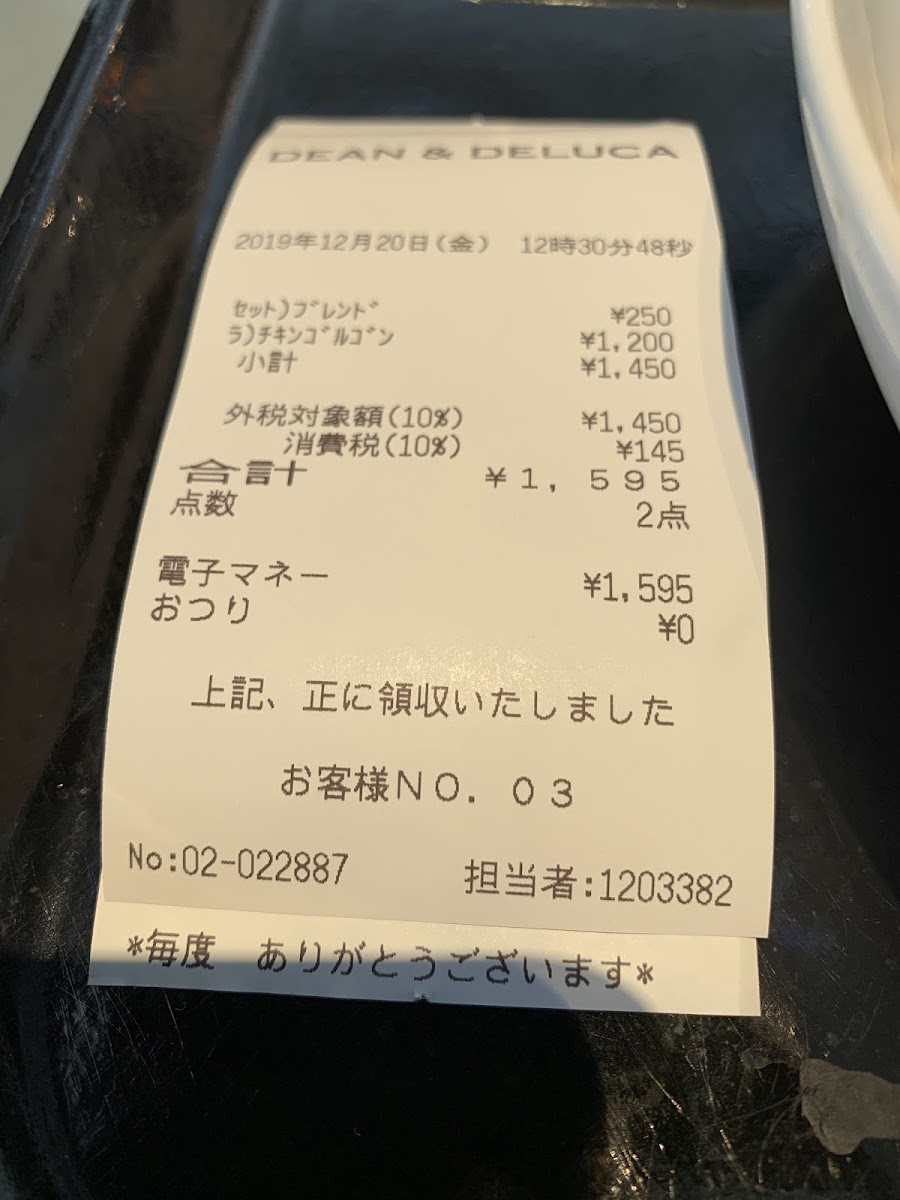 DEAN & DELUCA
2019年12月20日(金) 12時30分48秒
ｾｯﾄ)ﾌﾞﾚﾝﾄﾞ ¥250
ﾗ)ﾁｷﾝｺﾞﾙｺﾞﾝ ¥1,200
小計 ¥1,450
外税対象額(10%) ¥1,450
消費税(10%) ¥145
合計 ¥1,595
点数 2点
電子マネー ¥1,595
おつり ¥0
上記、正に領収いたしました
お客様NO. 03
No:02-022887 担当者:1203382
*毎度 ありがとうございます*